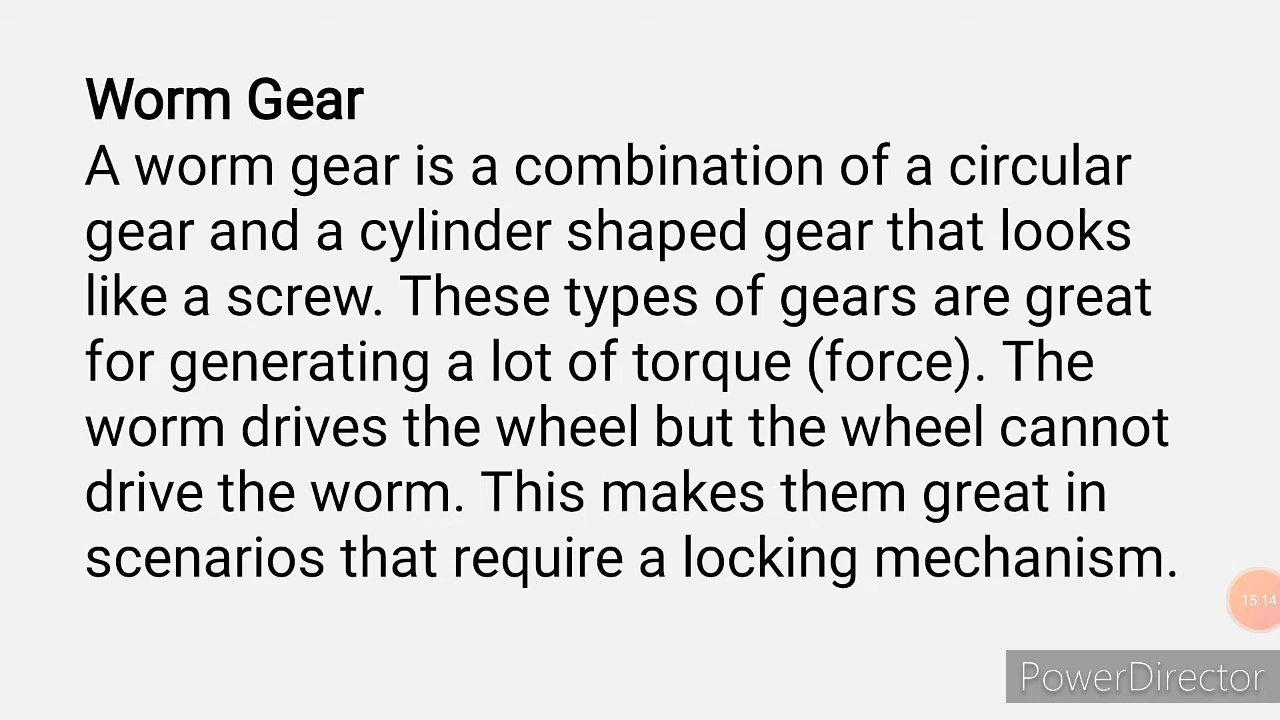 Worm Gear
A worm gear is a combination of a circular
gear and a cylinder shaped gear that looks
like a screw. These types of gears are great
for generating a lot of torque (force). The
worm drives the wheel but the wheel cannot
drive the worm. This makes them great in
scenarios that require a locking mechanism.
15:14
PowerDirector